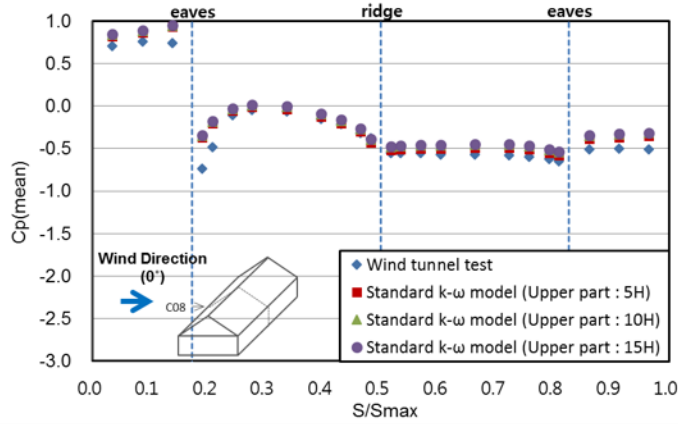 eaves ridge eaves
1.0
0.5
0.0
-0.5
-1.0
-1.5
-2.0
-2.5
-3.0
Cp(mean)
Wind Direction
(0˚)
C08
Wind tunnel test
Standard k-ω model (Upper part : 5H)
Standard k-ω model (Upper part : 10H)
Standard k-ω model (Upper part : 15H)
0.0 0.1 0.2 0.3 0.4 0.5 0.6 0.7 0.8 0.9 1.0
S/Smax